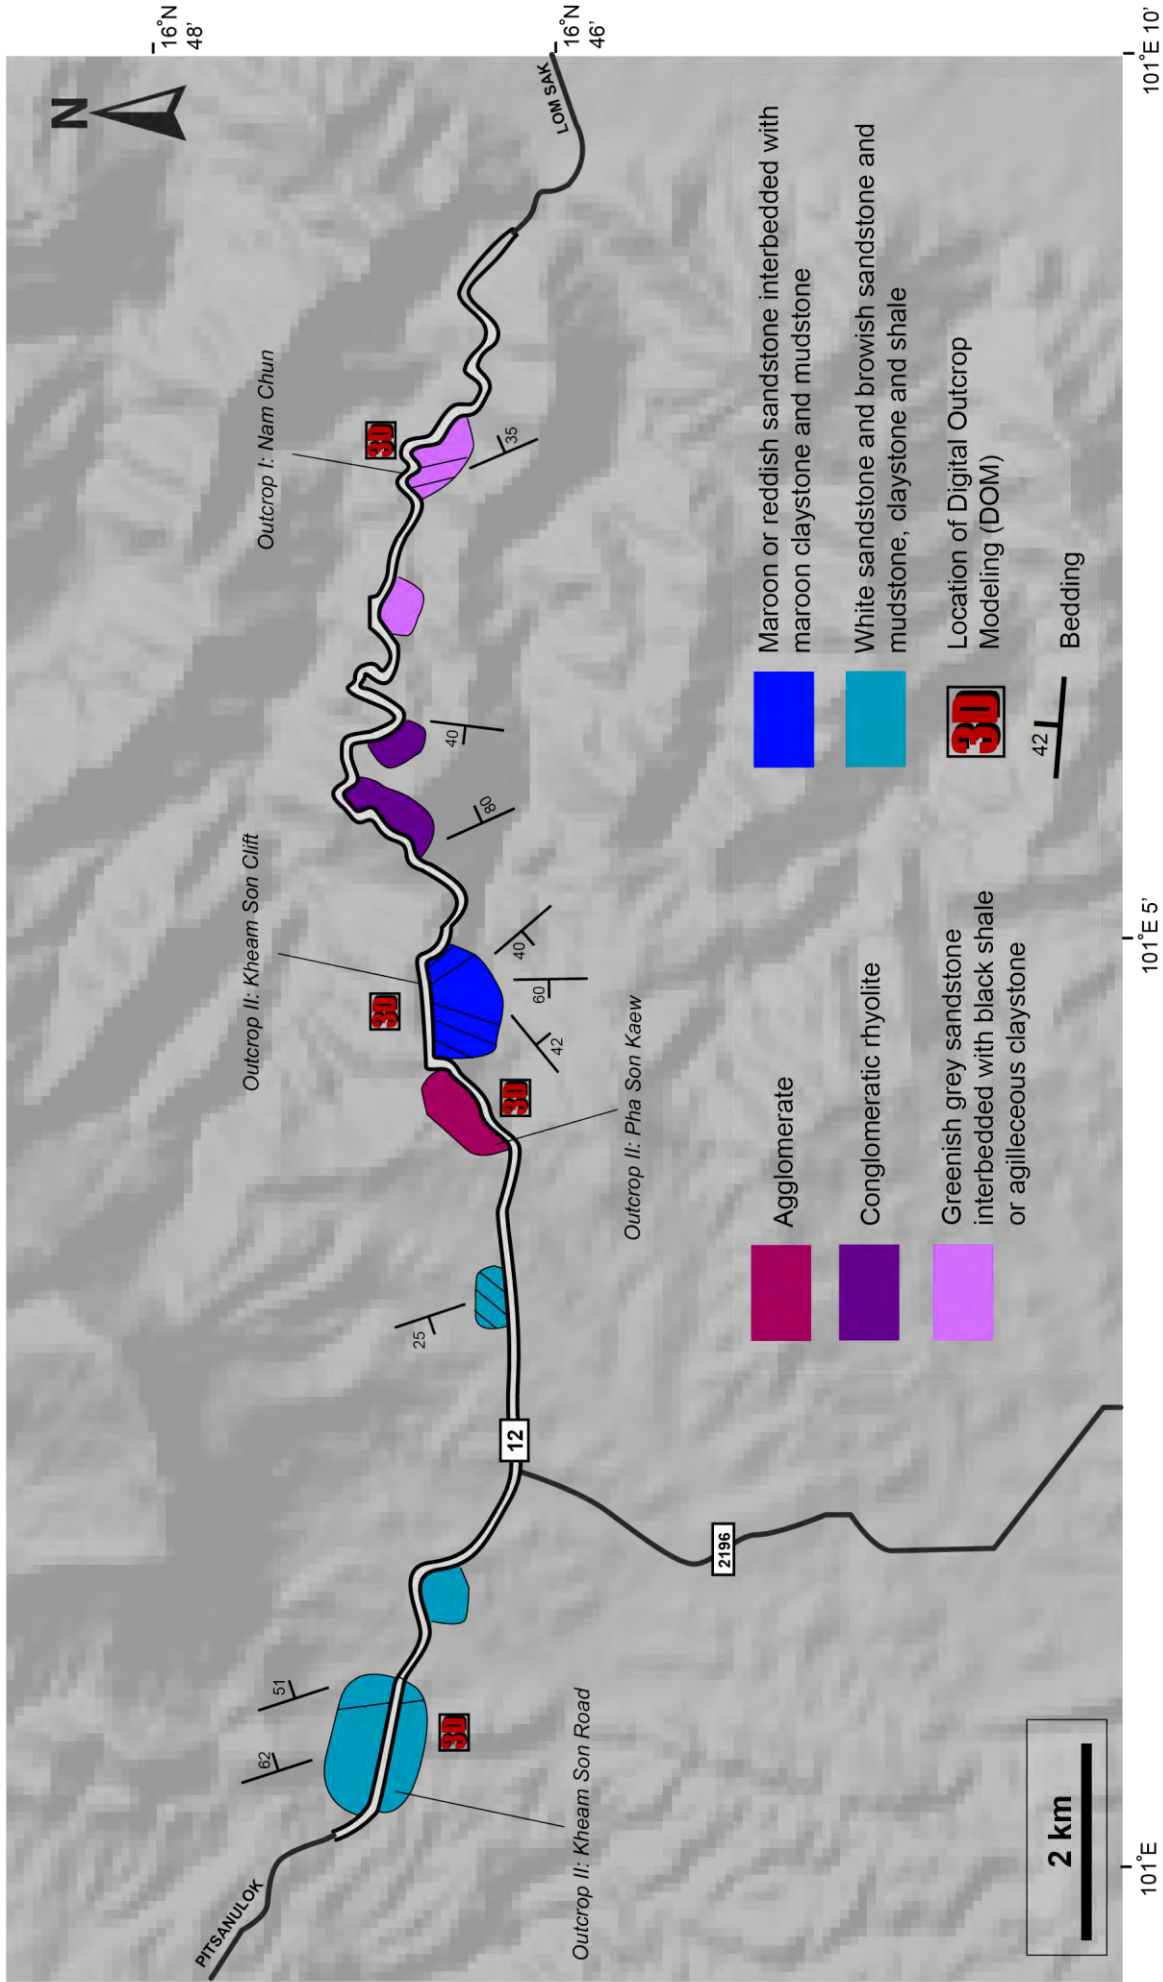 N
16°N
48'
16°N
46'
101°E 10'
101°E 5'
101°E
PITSANULOK
LOM SAK
Outcrop II: Kheam Son Road
Outcrop II: Kheam Son Clift
Outcrop II: Pha Son Kaew
Outcrop I: Nam Chun
3D
3D
3D
3D
12
2196
62
51
25
42
60
40
80
40
35
2 km
Agglomerate
Conglomeratic rhyolite
Greenish grey sandstone
interbedded with black shale
or agilleceous claystone
Maroon or reddish sandstone interbedded with
maroon claystone and mudstone
White sandstone and browish sandstone and
mudstone, claystone and shale
3D
Location of Digital Outcrop
Modeling (DOM)
42
Bedding